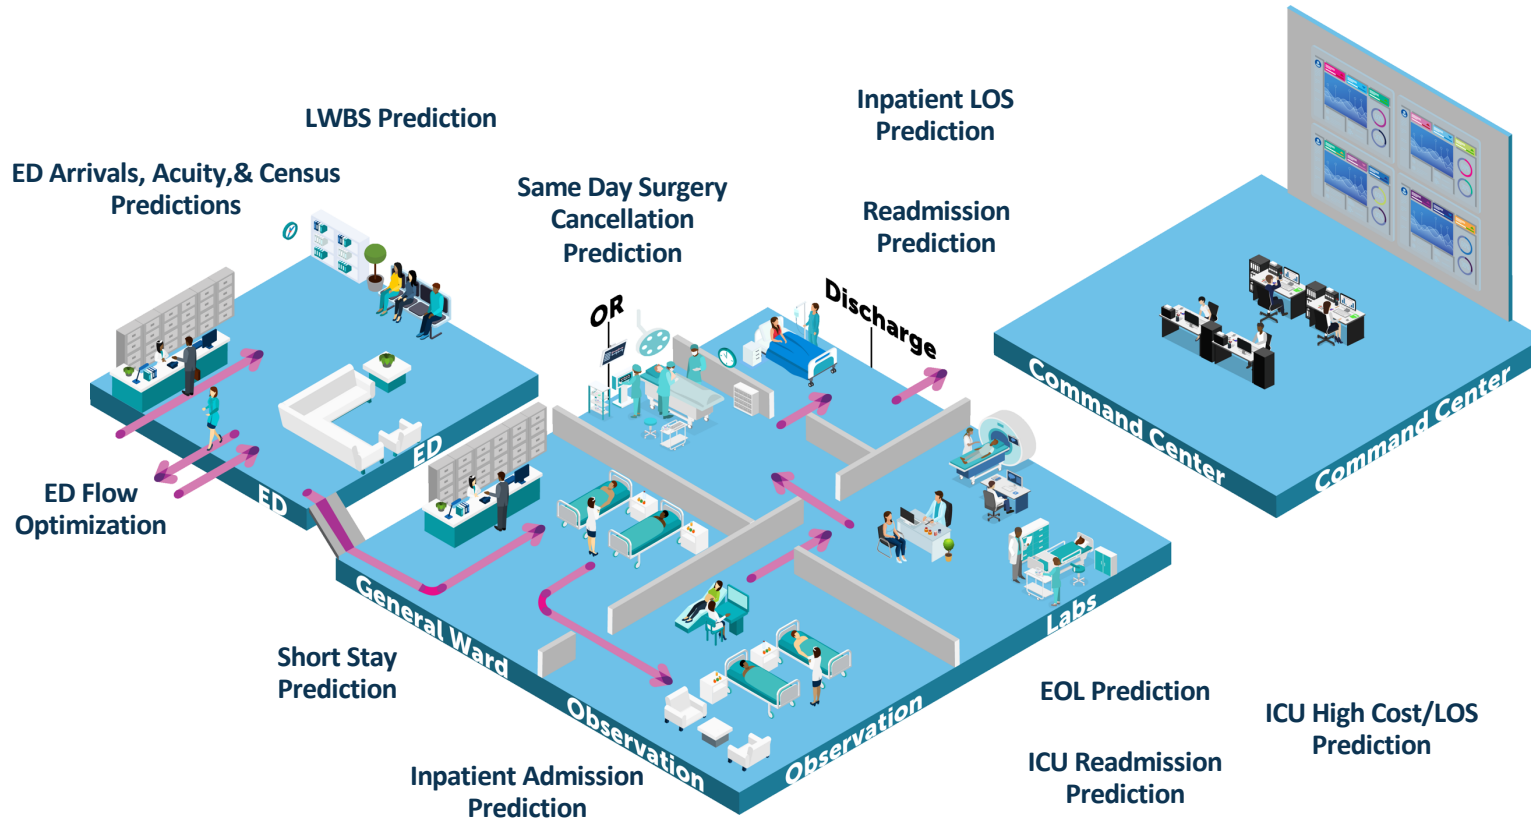 LWBS Prediction
ED Arrivals, Acuity,& Census
Predictions
Same Day Surgery
Cancellation
Prediction
Inpatient LOS
Prediction
Readmission
Prediction
OR
Discharge
Command Center
Command Center
ED
ED
ED Flow
Optimization
General Ward
Observation
Observation
Labs
Short Stay
Prediction
Inpatient Admission
Prediction
EOL Prediction
ICU Readmission
Prediction
ICU High Cost/LOS
Prediction